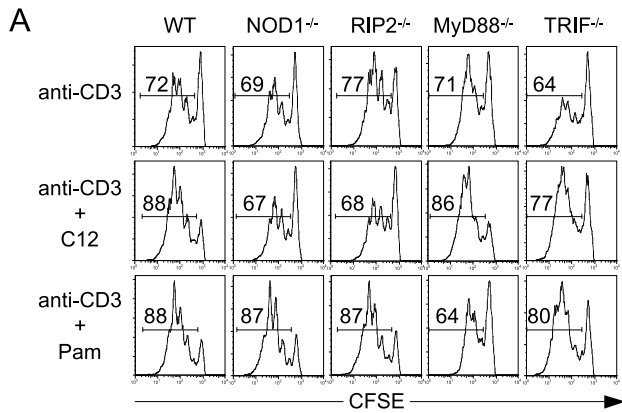 A
WT NOD1-/- RIP2-/- MyD88-/- TRIF-/-
anti-CD3
72 69 77 71 64
anti-CD3
+
C12
88 67 68 86 77
anti-CD3
+
Pam
88 87 87 64 80
CFSE